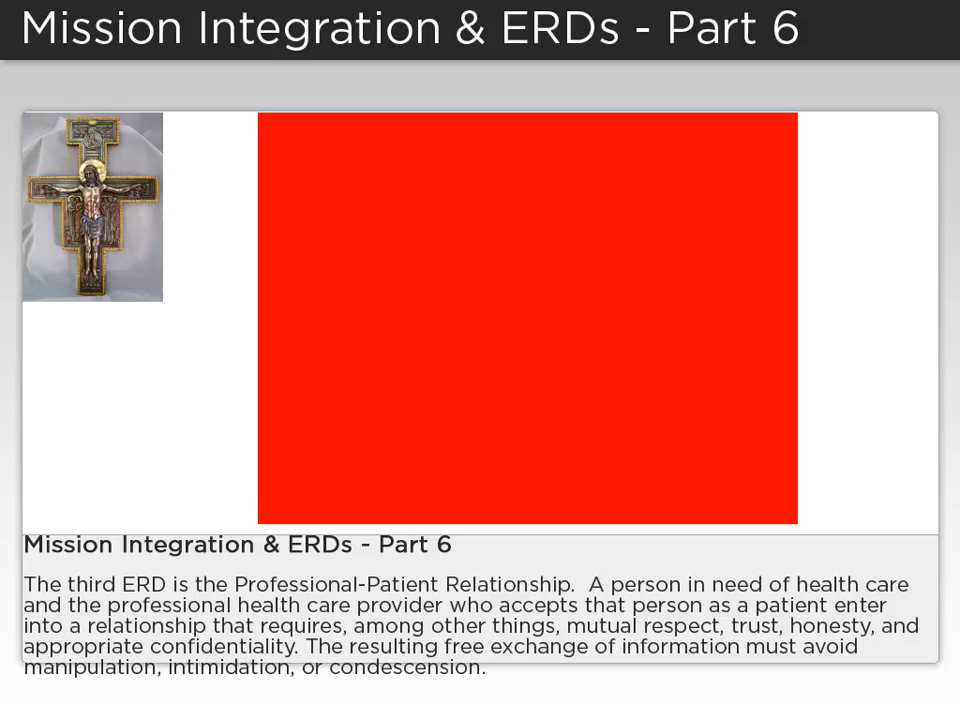 Mission Integration & ERDs - Part 6
Mission Integration & ERDs - Part 6
The third ERD is the Professional-Patient Relationship.  A person in need of health care
and the professional health care provider who accepts that person as a patient enter
into a relationship that requires, among other things, mutual respect, trust, honesty, and
appropriate confidentiality. The resulting free exchange of information must avoid
manipulation, intimidation, or condescension.